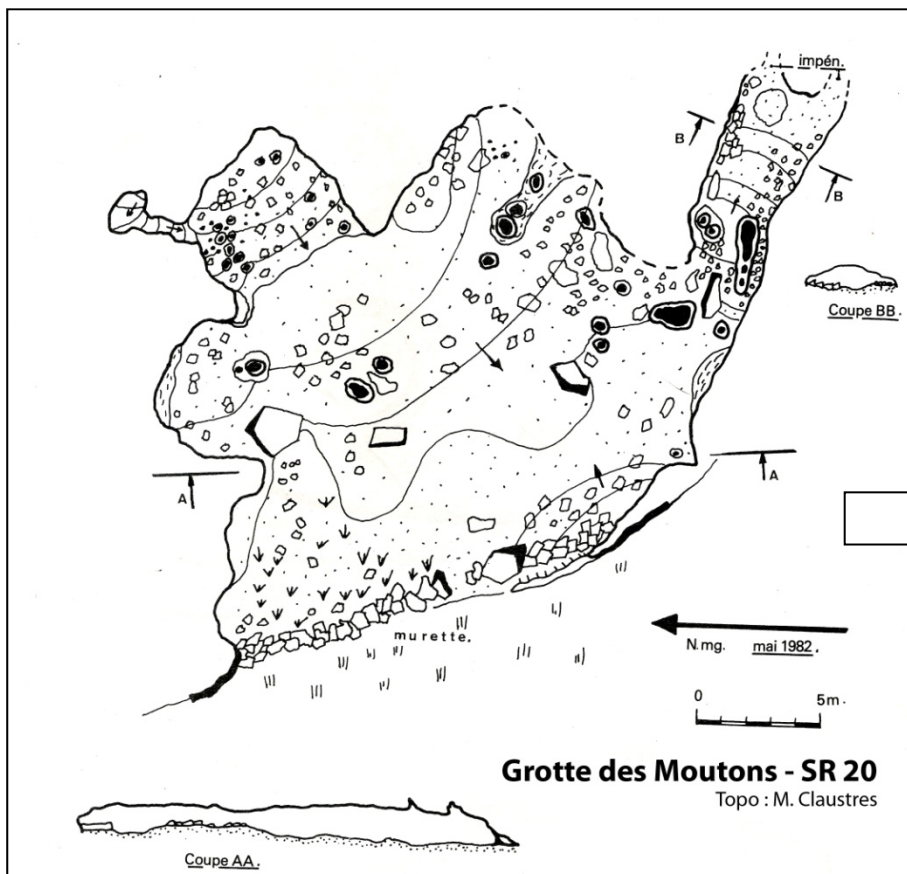 impén.
B
B
Coupe BB.
A
A
murette.
N.mg. mai 1982.
0 5m.
Grotte des Moutons - SR 20
Topo : M. Claustres
Coupe AA.